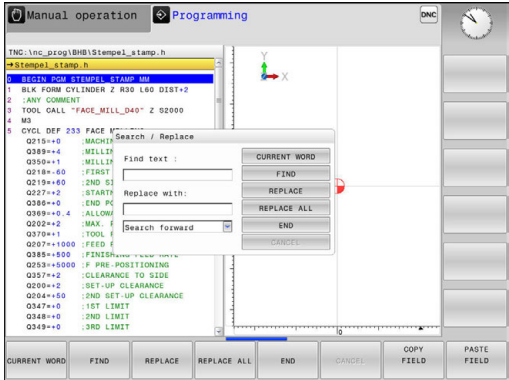 Manual operation
Programming
DNC
TNC:\nc_prog\BHB\Stempel_stamp.h
→Stempel_stamp.h
0 BEGIN PGM STEMPEL_STAMP MM
1 BLK FORM CYLINDER Z R30 L60 DIST+2
2 ;ANY COMMENT
3 TOOL CALL "FACE_MILL_D40" Z S2000
4 M3
5 CYCL DEF 233 FACE
Q215=+0 ;MACHIN
Q389=+4 ;MILLIN
Q350=+1 ;MILLIN
Q218=-60 ;FIRST
Q219=+60 ;2ND SI
Q227=+2 ;START
Q386=+0 ;END PO
Q369=+0.4 ;ALLOWA
Q202=+2 ;MAX. P
Q370=+1 ;TOOL P
Q207=+1000 ;FEED F
Q385=+500 ;FINISHING FEED RATE
Q253=+5000 ;F PRE-POSITIONING
Q357=+2 ;CLEARANCE TO SIDE
Q200=+2 ;SET-UP CLEARANCE
Q204=+50 ;2ND SET-UP CLEARANCE
Q347=+0 ;1ST LIMIT
Q348=+0 ;2ND LIMIT
Q349=+0 ;3RD LIMIT
Y
X
0
Search / Replace
Find text :
Replace with:
Search forward
CURRENT WORD
FIND
REPLACE
REPLACE ALL
END
CANCEL
CURRENT WORD
FIND
REPLACE
REPLACE ALL
END
CANCEL
COPY
FIELD
PASTE
FIELD